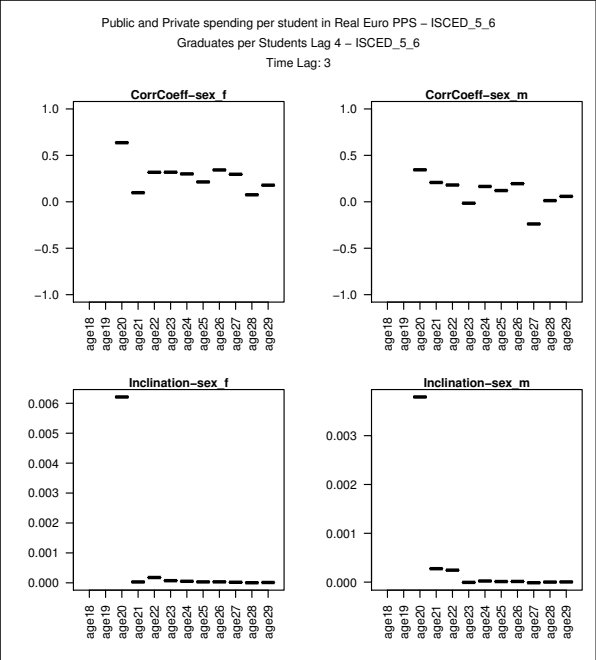 Public and Private spending per student in Real Euro PPS − ISCED_5_6
Graduates per Students Lag 4 − ISCED_5_6
Time Lag: 3
CorrCoeff−sex_f
1.0
0.5
0.0
−0.5
−1.0
age18 age19 age20 age21 age22 age23 age24 age25 age26 age27 age28 age29
CorrCoeff−sex_m
1.0
0.5
0.0
−0.5
−1.0
age18 age19 age20 age21 age22 age23 age24 age25 age26 age27 age28 age29
Inclination−sex_f
0.006
0.005
0.004
0.003
0.002
0.001
0.000
age18 age19 age20 age21 age22 age23 age24 age25 age26 age27 age28 age29
Inclination−sex_m
0.003
0.002
0.001
0.000
age18 age19 age20 age21 age22 age23 age24 age25 age26 age27 age28 age29